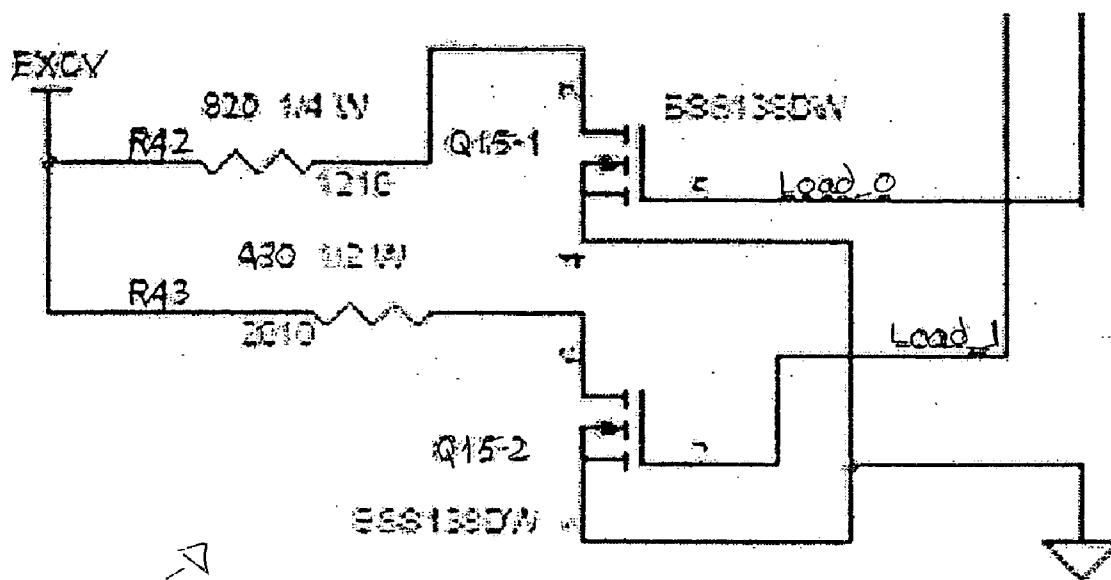 EXCV
820 1/4 W
R42
1210
Q15-1
BSS138DW
5
Load_0
430 1/2 W
R43
2010
Load_1
Q15-2
BSS138DW